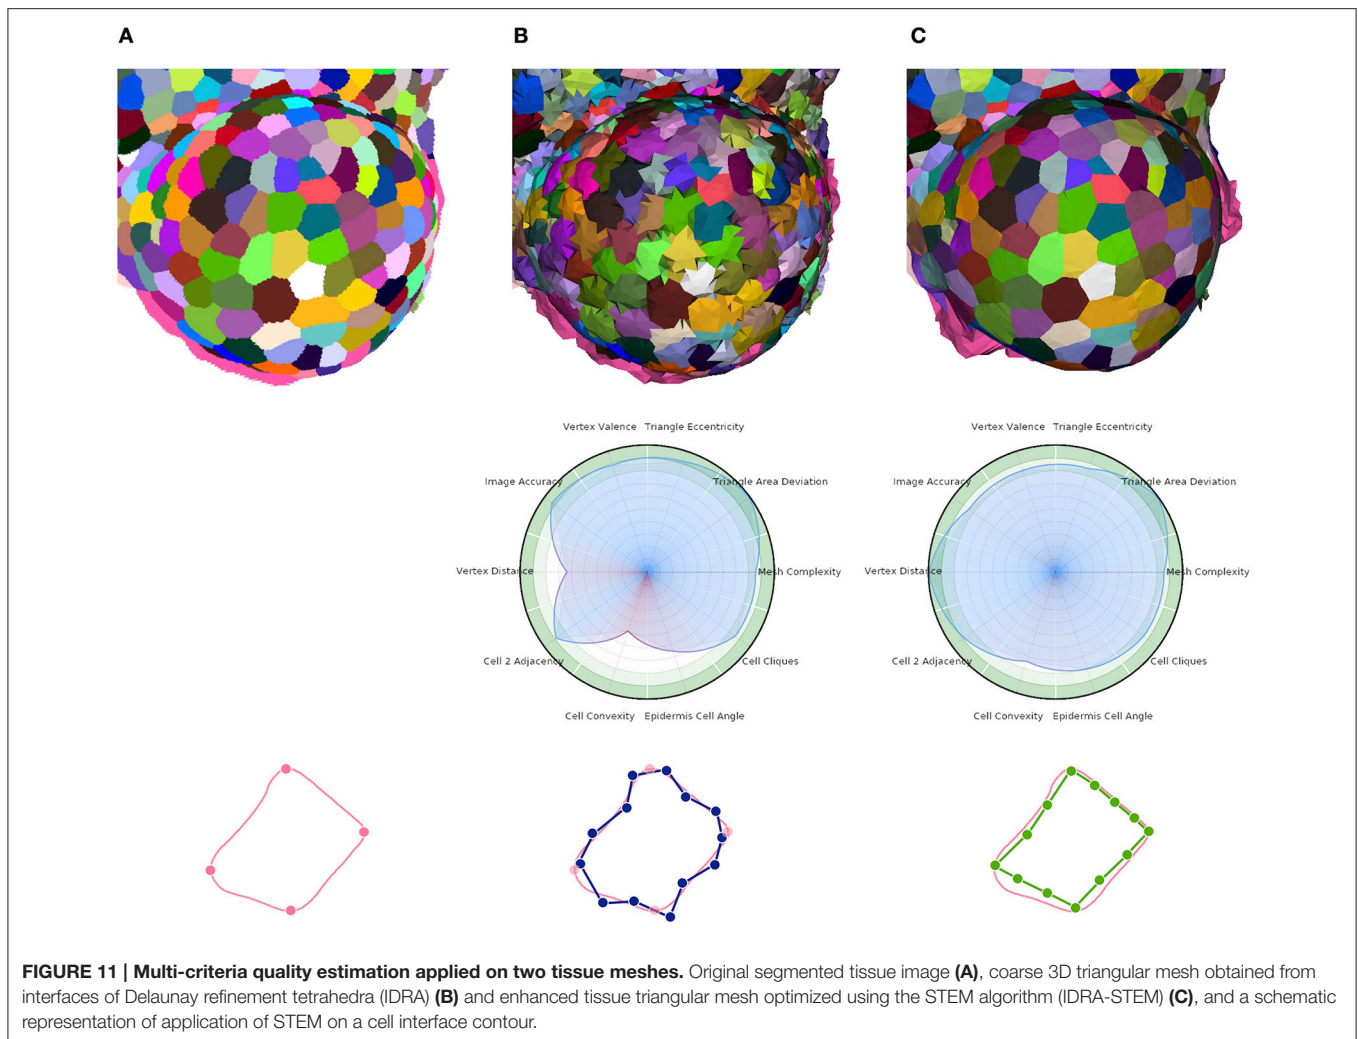 A
B
C
Vertex Valence Triangle Eccentricity
Image Accuracy
Triangle Area Deviation
Vertex Distance
Mesh Complexity
Cell 2 Adjacency
Cell Cliques
Cell Convexity Epidermis Cell Angle
Vertex Valence Triangle Eccentricity
Image Accuracy
Triangle Area Deviation
Vertex Distance
Mesh Complexity
Cell 2 Adjacency
Cell Cliques
Cell Convexity Epidermis Cell Angle
FIGURE 11 | Multi-criteria quality estimation applied on two tissue meshes. Original segmented tissue image (A), coarse 3D triangular mesh obtained from
interfaces of Delaunay refinement tetrahedra (IDRA) (B) and enhanced tissue triangular mesh optimized using the STEM algorithm (IDRA-STEM) (C), and a schematic
representation of application of STEM on a cell interface contour.